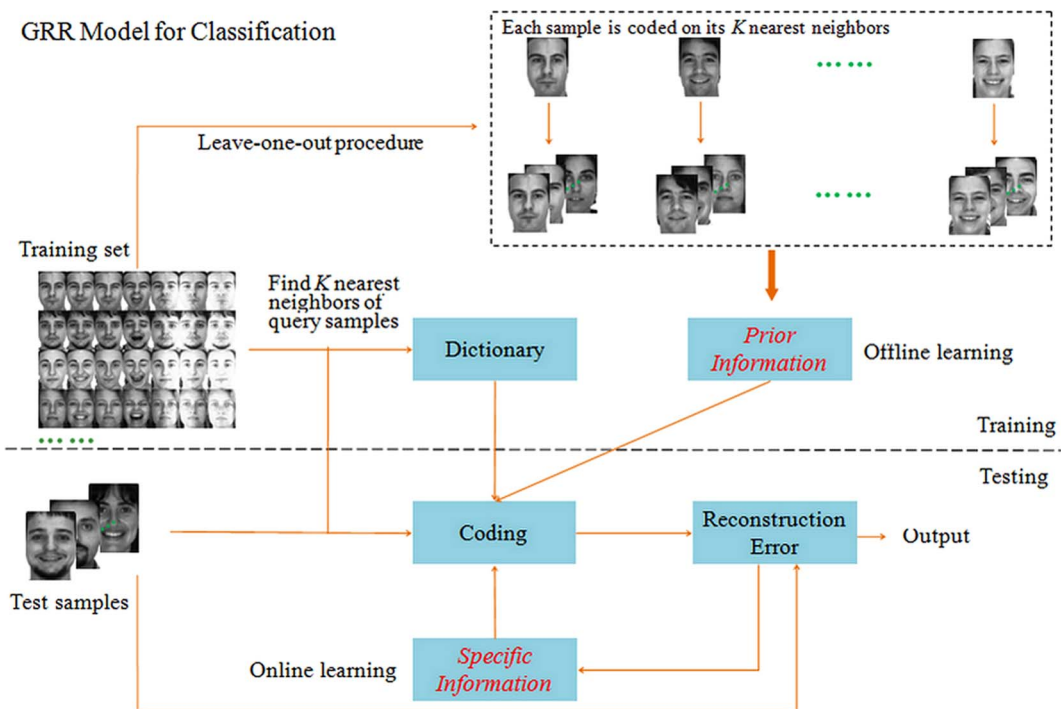 GRR Model for Classification
Each sample is coded on its K nearest neighbors
...... 
Leave-one-out procedure
......
Training set
Find K nearest
neighbors of
query samples
Dictionary
Prior
Information
Offline learning
......
Training
Testing
Coding
Reconstruction
Error
Output
Test samples
Online learning
Specific
Information